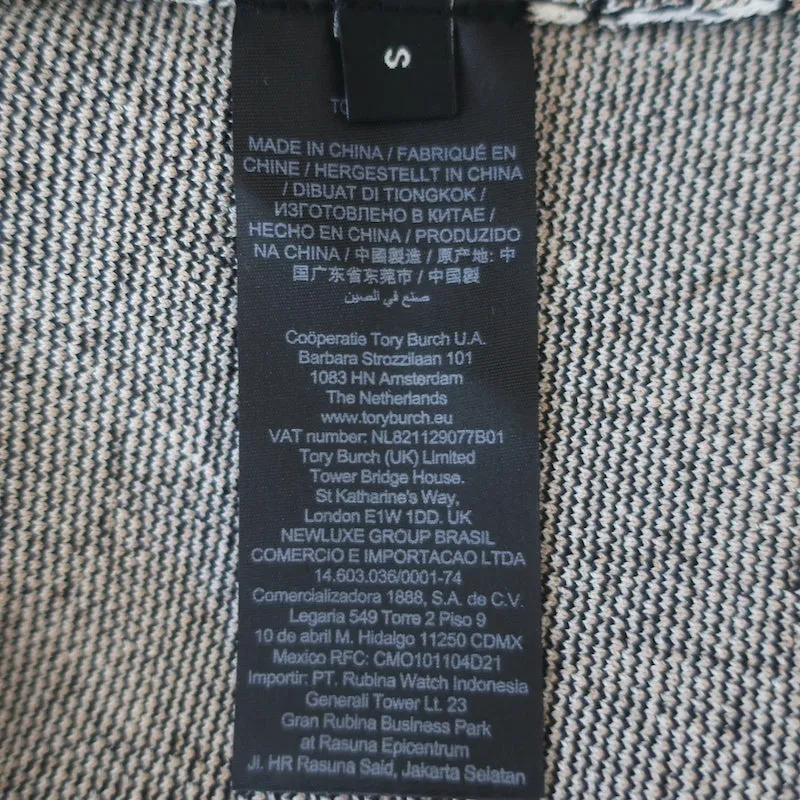 S
TO
MADE IN CHINA / FABRIQUÉ EN
CHINE / HERGESTELLT IN CHINA
/ DIBUAT DI TIONGKOK /
ИЗГОТОВЛЕНО В КИТАЕ /
HECHO EN CHINA / PRODUZIDO
NA CHINA / 中國製造 / 原产地: 中
国广东省东莞市 / 中国製
صنع في الصين
Coöperatie Tory Burch U.A.
Barbara Strozzilaan 101
1083 HN Amsterdam
The Netherlands
www.toryburch.eu
VAT number: NL821129077B01
Tory Burch (UK) Limited
Tower Bridge House.
St Katharine's Way,
London E1W 1DD. UK
NEWLUXE GROUP BRASIL
COMERCIO E IMPORTACAO LTDA
14.603.036/0001-74
Comercializadora 1888, S.A. de C.V.
Legaria 549 Torre 2 Piso 9
10 de abril M. Hidalgo 11250 CDMX
Mexico RFC: CMO101104D21
Importir: PT. Rubina Watch Indonesia
Generali Tower Lt. 23
Gran Rubina Business Park
at Rasuna Epicentrum
Jl. HR Rasuna Said, Jakarta Selatan